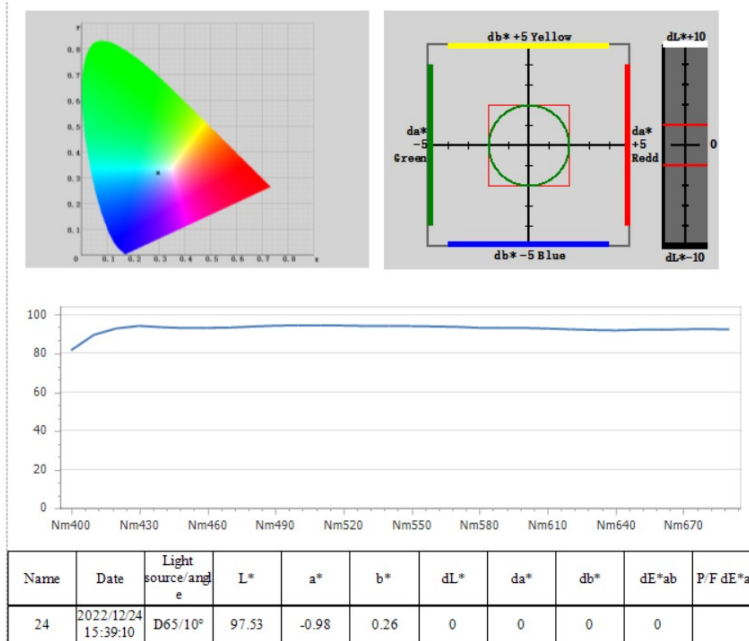 Y
0.8
0.7
0.6
0.5
0.4
0.3
0.2
0.1
0
0.1 0.2 0.3 0.4 0.5 0.6 0.7 0.8
db* +5 Yellow
dL*+10
da*
-5
Green
da*
+5
Redd
0
db* -5 Blue
dL*-10
100
80
60
40
20
0
Nm400 Nm430 Nm460 Nm490 Nm520 Nm550 Nm580 Nm610 Nm640 Nm670
Name Date Light source/angl e L* a* b* dL* da* db* dE*ab P/F dE*a
24 2022/12/24 15:39:10 D65/10° 97.53 -0.98 0.26 0 0 0 0